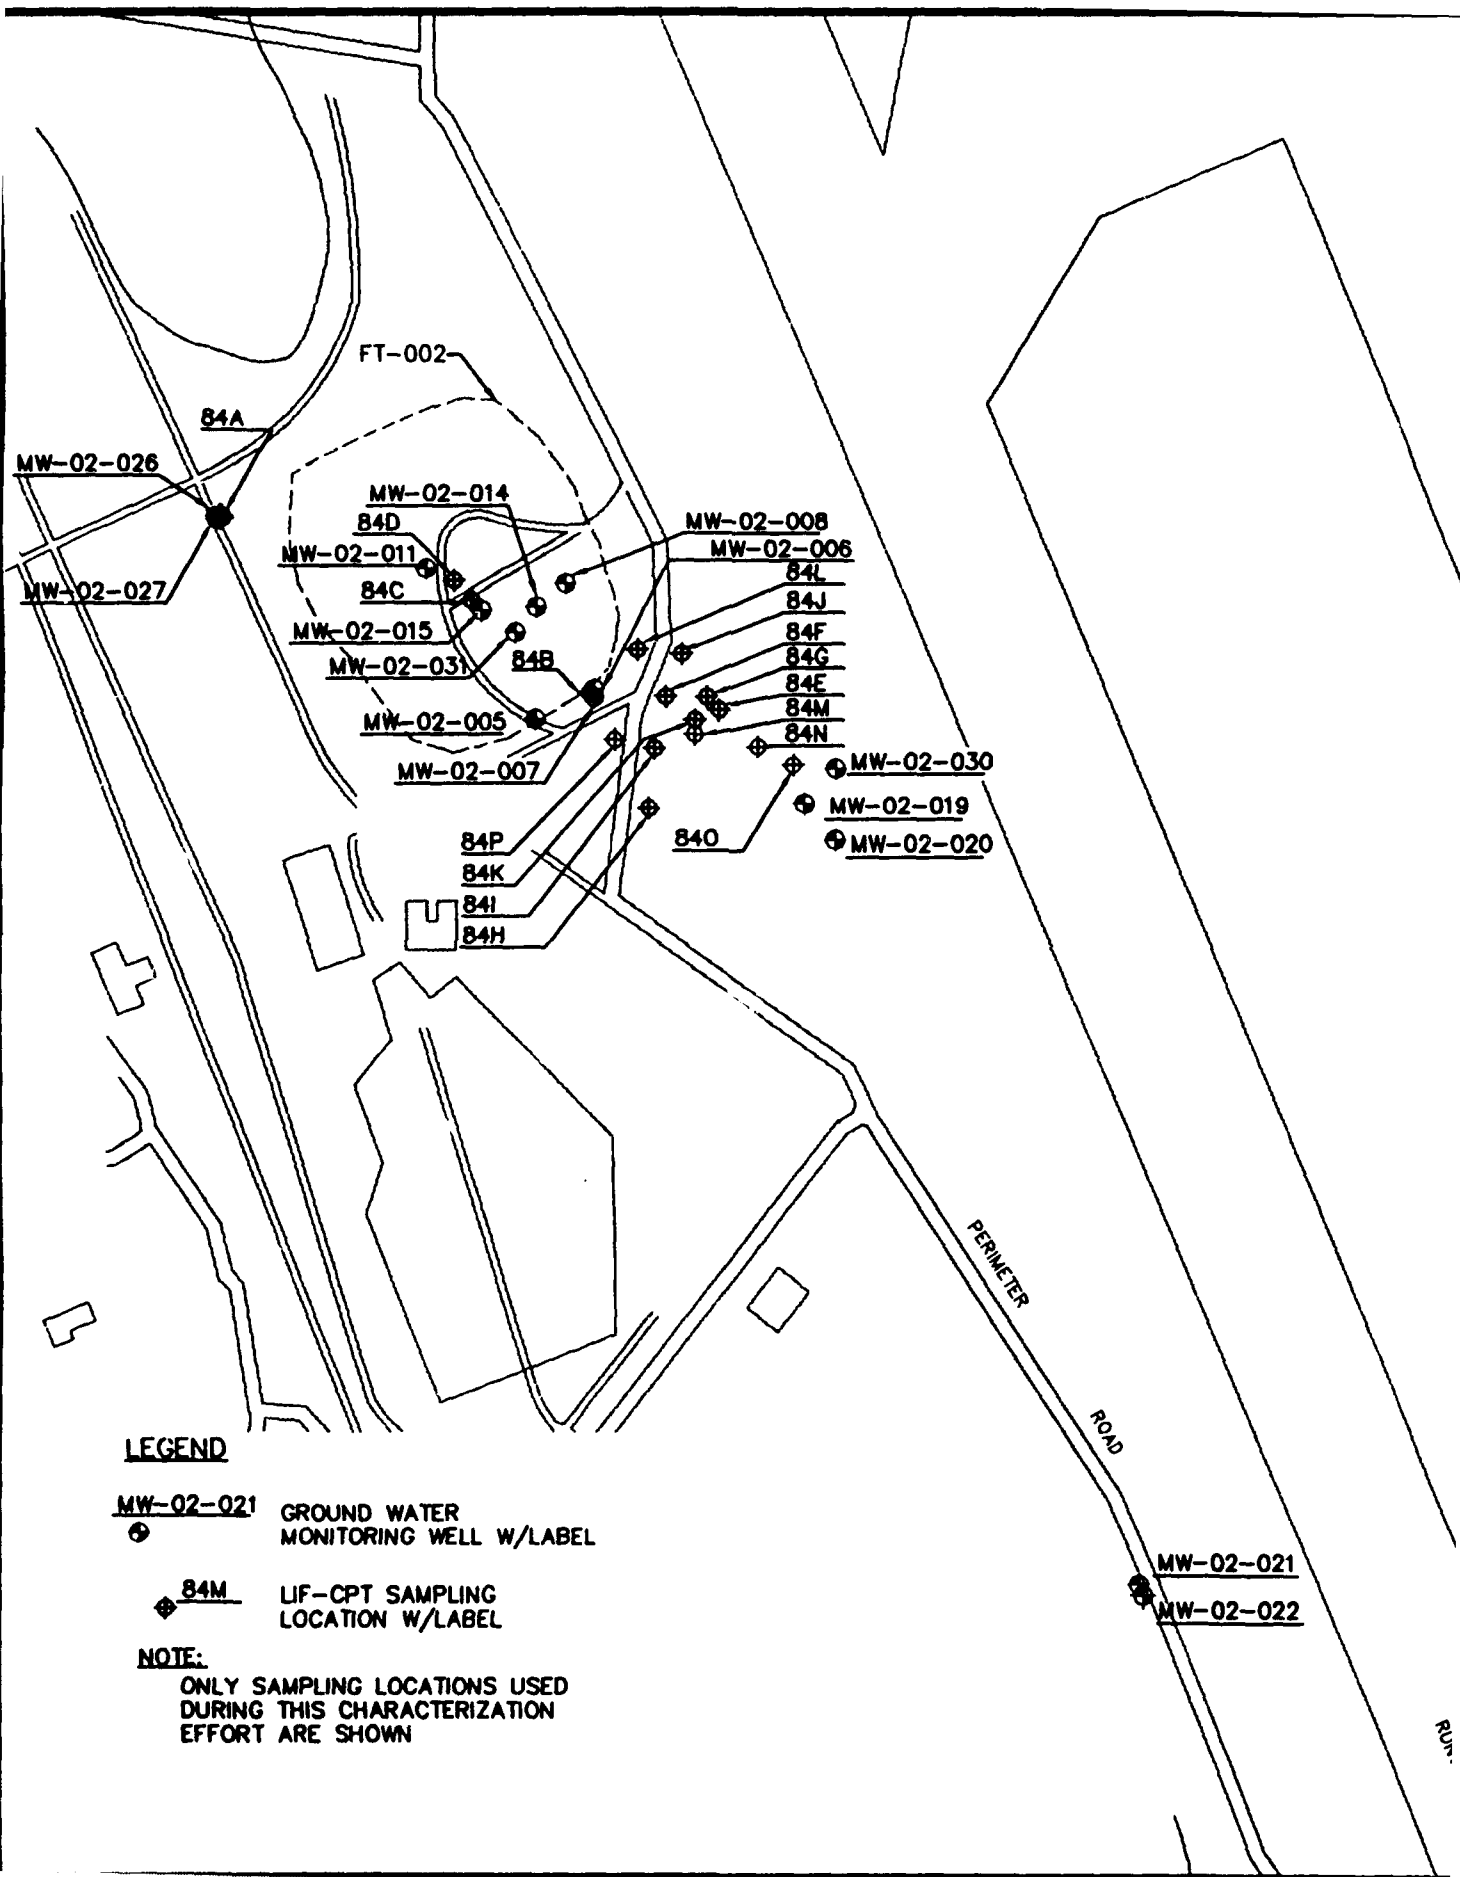 FT-002
84A
MW-02-026
MW-02-014
84D
MW-02-008
MW-02-011
MW-02-006
84L
MW-02-027
84C
84J
MW-02-015
84F
MW-02-031
84B
84G
84E
MW-02-005
84M
84N
MW-02-007
MW-02-030
MW-02-019
84P
84O
MW-02-020
84K
84I
84H
PERIMETER
ROAD
LEGEND
MW-02-021
GROUND WATER
MONITORING WELL W/LABEL
84M
LIF-CPT SAMPLING
LOCATION W/LABEL
NOTE:
ONLY SAMPLING LOCATIONS USED
DURING THIS CHARACTERIZATION
EFFORT ARE SHOWN
MW-02-021
MW-02-022